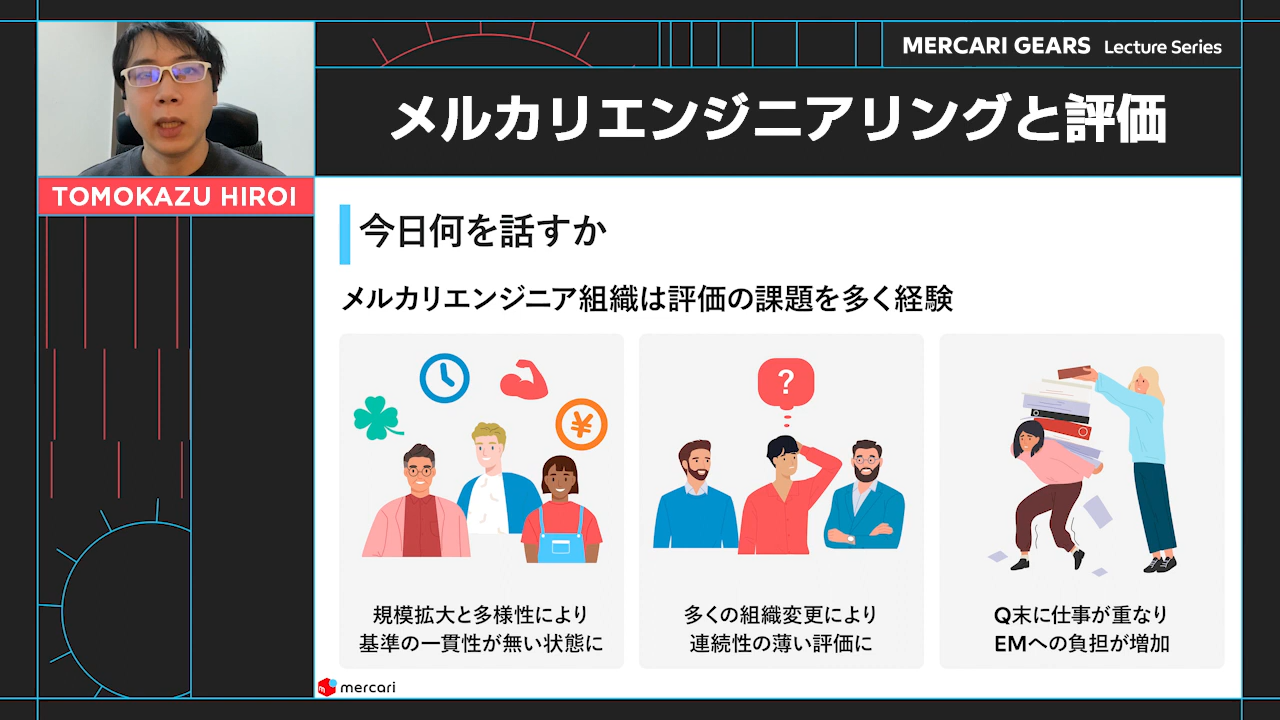 MERCARI GEARS Lecture Series
メルカリエンジニアリングと評価
TOMOKAZU HIROI
今日何を話すか
メルカリエンジニア組織は評価の課題を多く経験
¥
?
規模拡大と多様性により
基準の一貫性が無い状態に
多くの組織変更により
連続性の薄い評価に
Q末に仕事が重なり
EMへの負担が増加
mercari